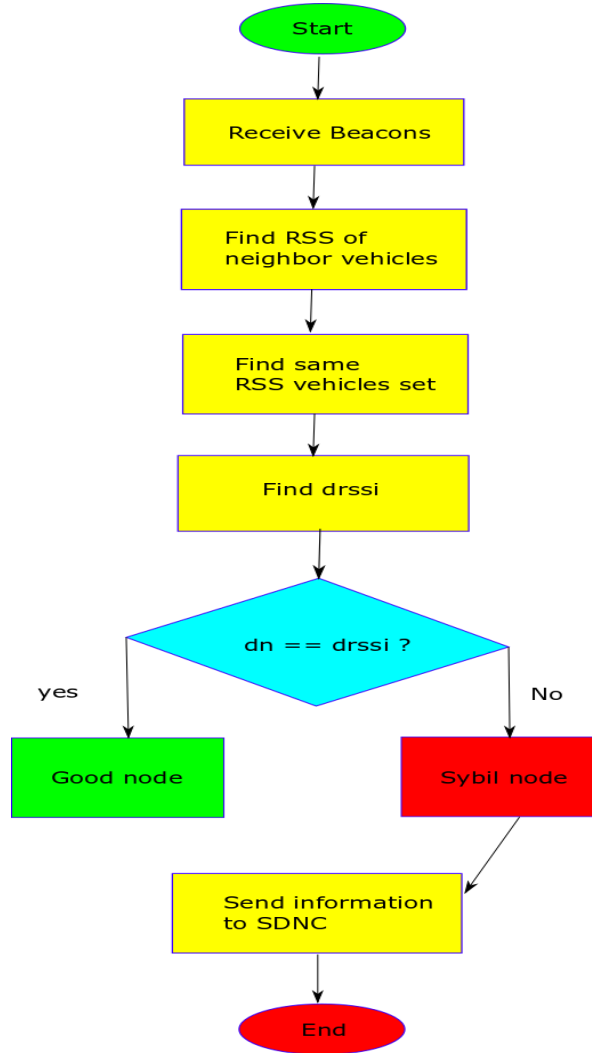 Start
Receive Beacons
Find RSS of
neighbor vehicles
Find same
RSS vehicles set
Find drssi
dn == drssi ?
yes
No
Good node
Sybil node
Send information
to SDNC
End